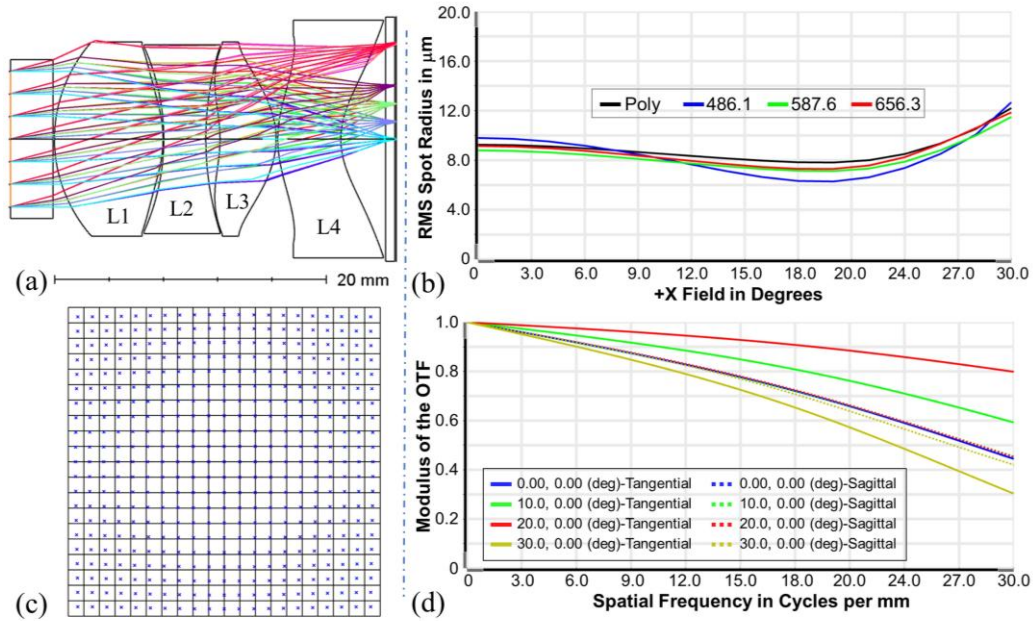 (a)
L1
L2
L3
L4
20 mm
(b)
RMS Spot Radius in μm
20.0
16.0
12.0
8.0
4.0
0
Poly 486.1 587.6 656.3
0 3.0 6.0 9.0 12.0 15.0 18.0 20.0 24.0 27.0 30.0
+X Field in Degrees
(c)
(d)
Modulus of the OTF
1.0
0.8
0.6
0.4
0.2
0
0.00, 0.00 (deg)-Tangential 0.00, 0.00 (deg)-Sagittal
10.0, 0.00 (deg)-Tangential 10.0, 0.00 (deg)-Sagittal
20.0, 0.00 (deg)-Tangential 20.0, 0.00 (deg)-Sagittal
30.0, 0.00 (deg)-Tangential 30.0, 0.00 (deg)-Sagittal
0 3.0 6.0 9.0 12.0 15.0 18.0 20.0 24.0 27.0 30.0
Spatial Frequency in Cycles per mm